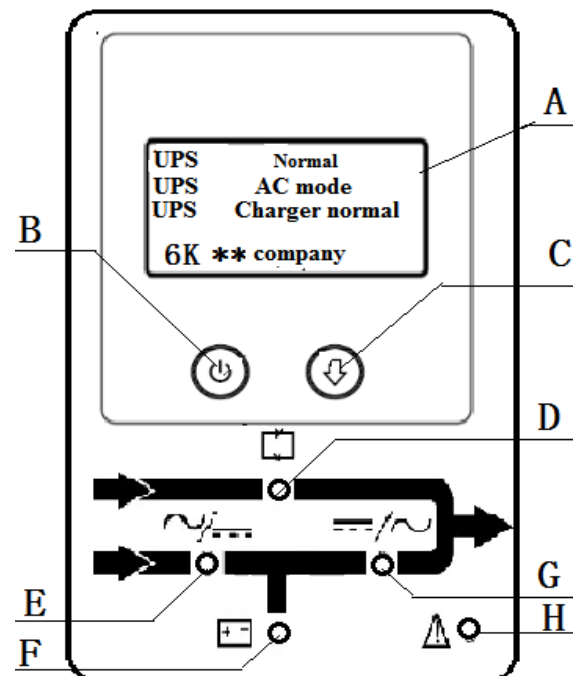 A
UPS Normal
UPS AC mode
UPS Charger normal
B
6K ** company
C
D
E
G
F
H